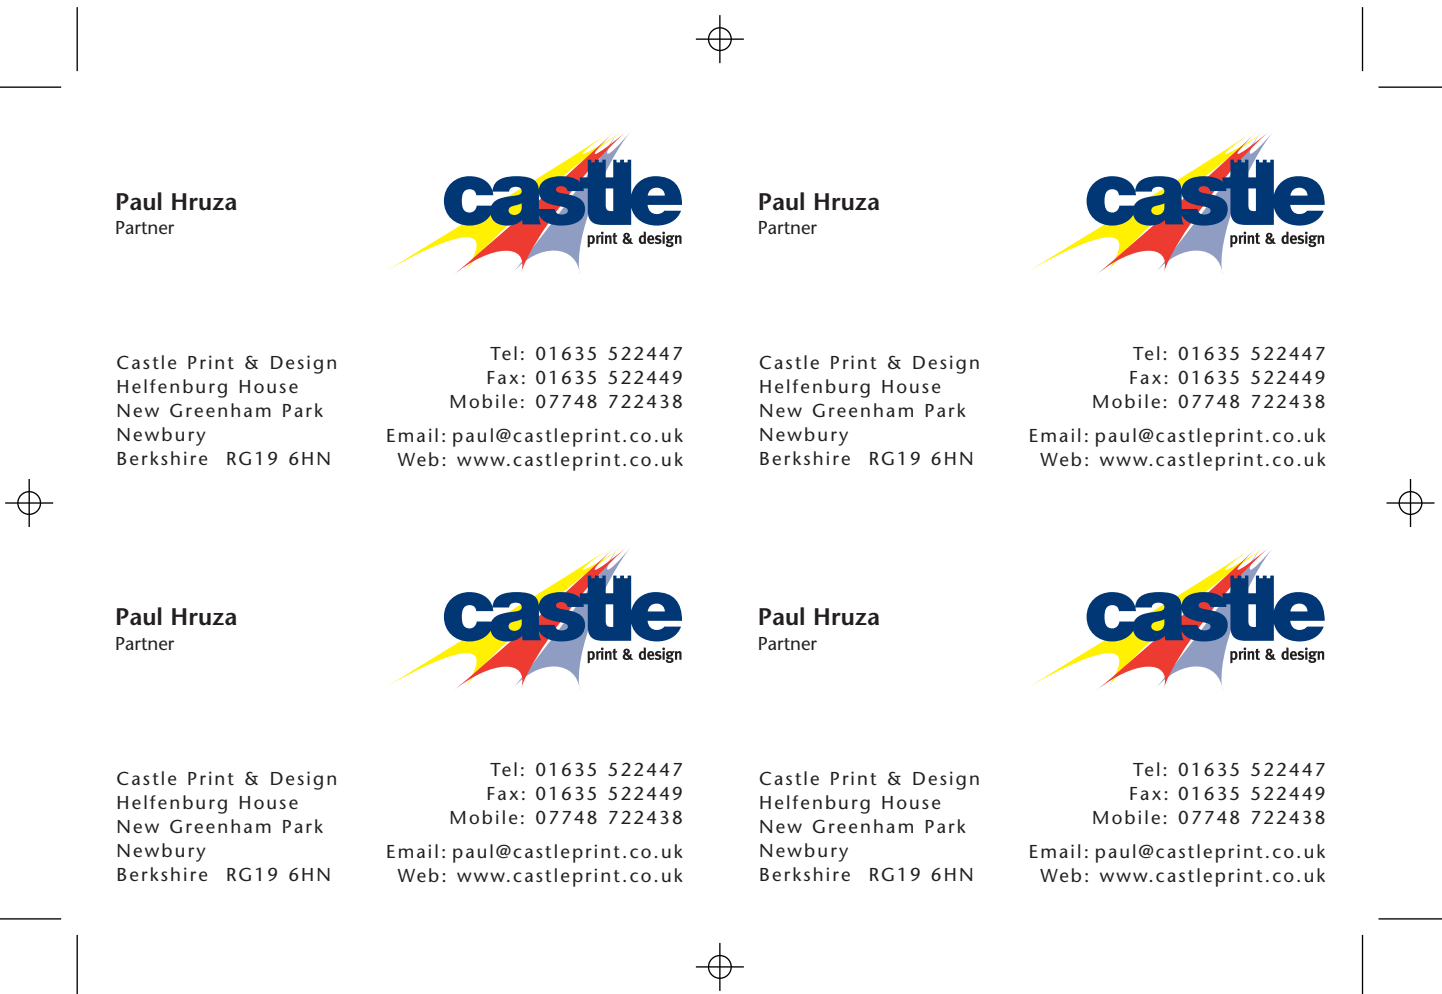 Paul Hruza
Partner
castle
print & design
Castle Print & Design
Helfenburg House
New Greenham Park
Newbury
Berkshire  RG19 6HN
Tel: 01635 522447
Fax: 01635 522449
Mobile: 07748 722438
Email: paul@castleprint.co.uk
Web: www.castleprint.co.uk
Paul Hruza
Partner
castle
print & design
Castle Print & Design
Helfenburg House
New Greenham Park
Newbury
Berkshire  RG19 6HN
Tel: 01635 522447
Fax: 01635 522449
Mobile: 07748 722438
Email: paul@castleprint.co.uk
Web: www.castleprint.co.uk
Paul Hruza
Partner
castle
print & design
Castle Print & Design
Helfenburg House
New Greenham Park
Newbury
Berkshire  RG19 6HN
Tel: 01635 522447
Fax: 01635 522449
Mobile: 07748 722438
Email: paul@castleprint.co.uk
Web: www.castleprint.co.uk
Paul Hruza
Partner
castle
print & design
Castle Print & Design
Helfenburg House
New Greenham Park
Newbury
Berkshire  RG19 6HN
Tel: 01635 522447
Fax: 01635 522449
Mobile: 07748 722438
Email: paul@castleprint.co.uk
Web: www.castleprint.co.uk